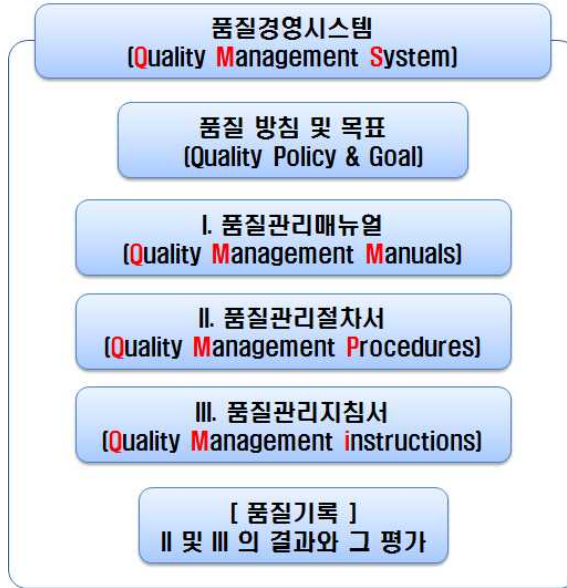 품질경영시스템
(Quality Management System)
품질 방침 및 목표
(Quality Policy & Goal)
I. 품질관리매뉴얼
(Quality Management Manuals)
II. 품질관리절차서
(Quality Management Procedures)
III. 품질관리지침서
(Quality Management instructions)
[ 품질기록 ]
II 및 III 의 결과와 그 평가